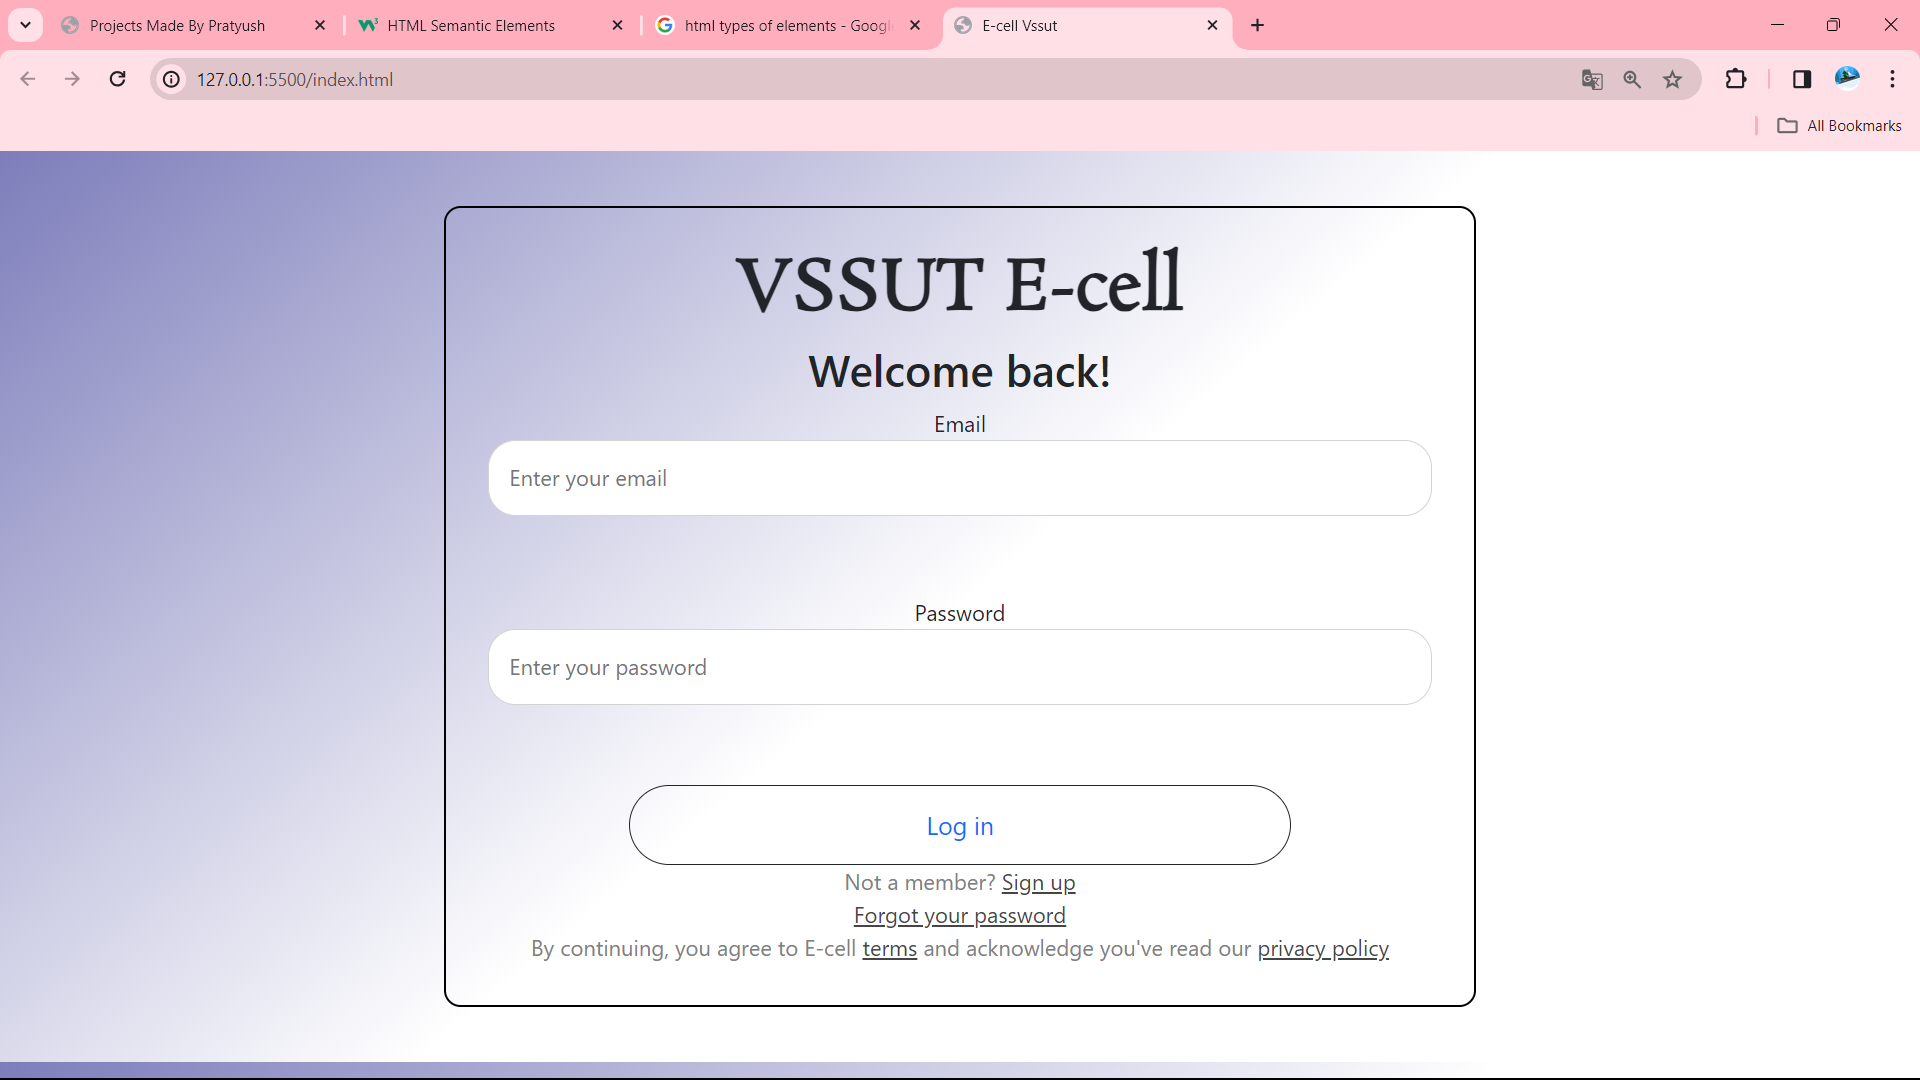 Projects Made By Pratyush
HTML Semantic Elements
html types of elements - Googl
E-cell Vssut
127.0.0.1:5500/index.html
All Bookmarks
VSSUT E-cell
Welcome back!
Email
Enter your email
Password
Enter your password
Log in
Not a member? Sign up
Forgot your password
By continuing, you agree to E-cell terms and acknowledge you've read our privacy policy